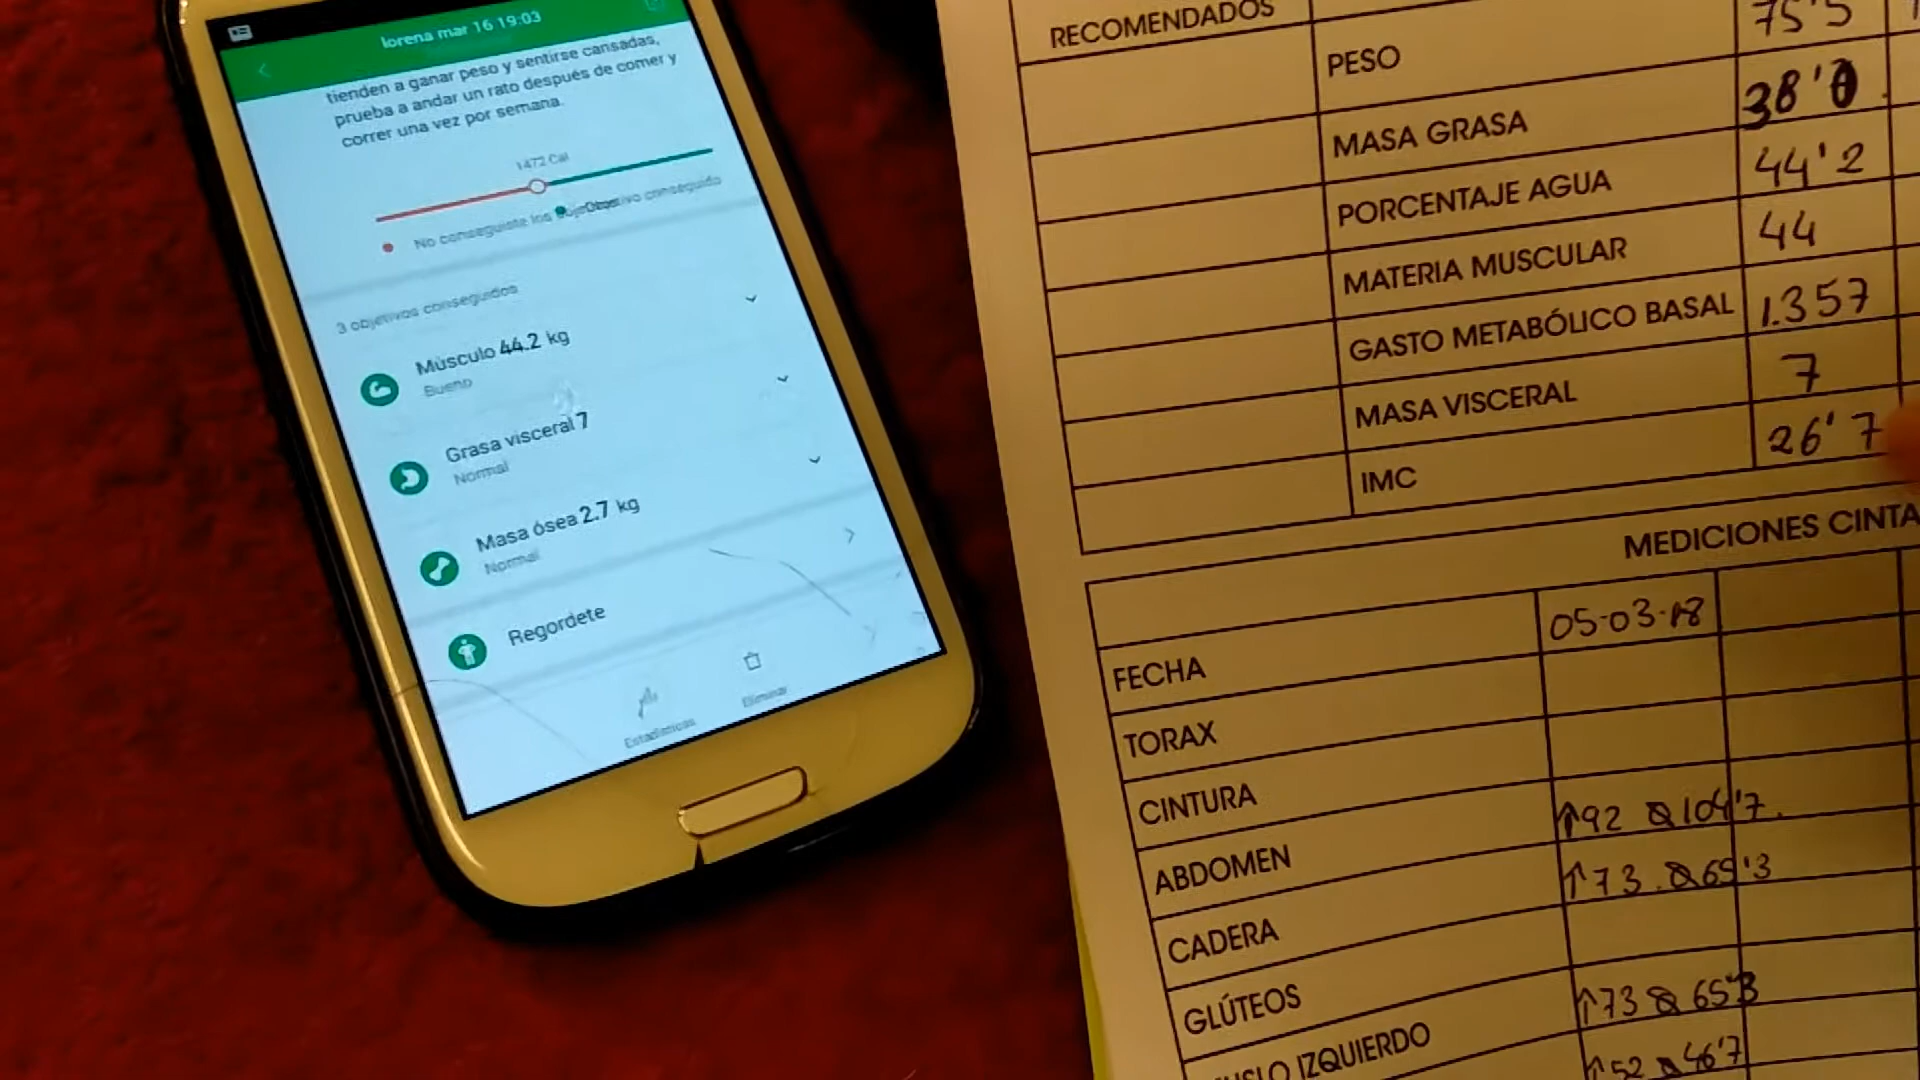 lorena mar 16 19:03
tienden a ganar peso y sentirse cansadas,
prueba a andar un rato después de comer y
correr una vez por semana.
1472 Cal
No conseguiste los
conseguido
3 objetivos conseguidos
Músculo 44.2 kg
Bueno
Grasa visceral 7
Normal
Masa ósea 2.7 kg
Normal
Regordete
Estadísticas
Eliminar
RECOMENDADOS
PESO 75'5
MASA GRASA 38'0
PORCENTAJE AGUA 44'2
MATERIA MUSCULAR 44
GASTO METABÓLICO BASAL 1.357
MASA VISCERAL 7
IMC 26'7
MEDICIONES CINTA
FECHA 05-03-18
TORAX
CINTURA
ABDOMEN ↑92 104'7
CADERA ↑73
GLÚTEOS
IZQUIERDO ↑73
↑52 46'7